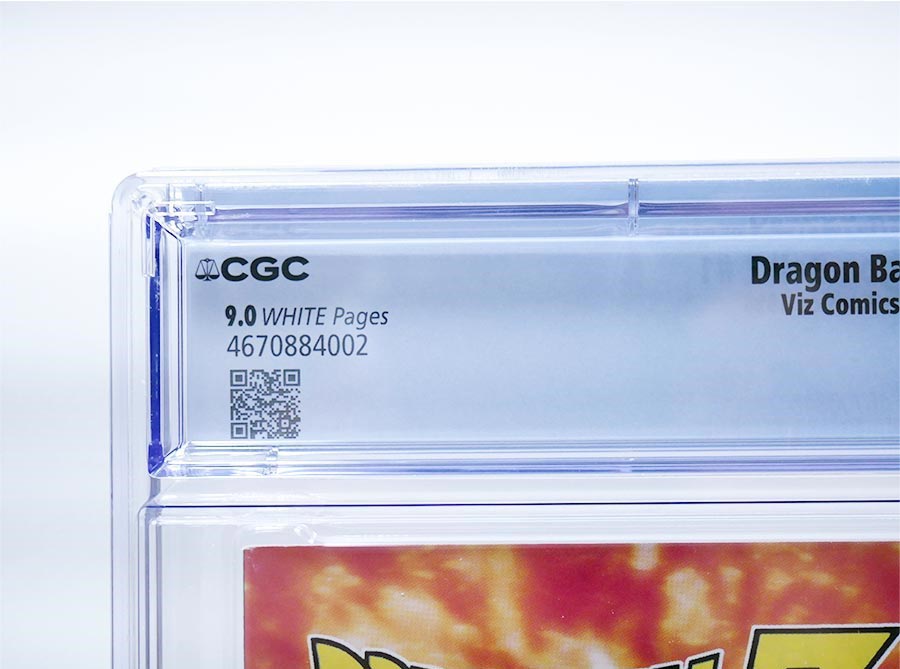 CGC
9.0 WHITE Pages
4670884002
Dragon Ba
Viz Comics